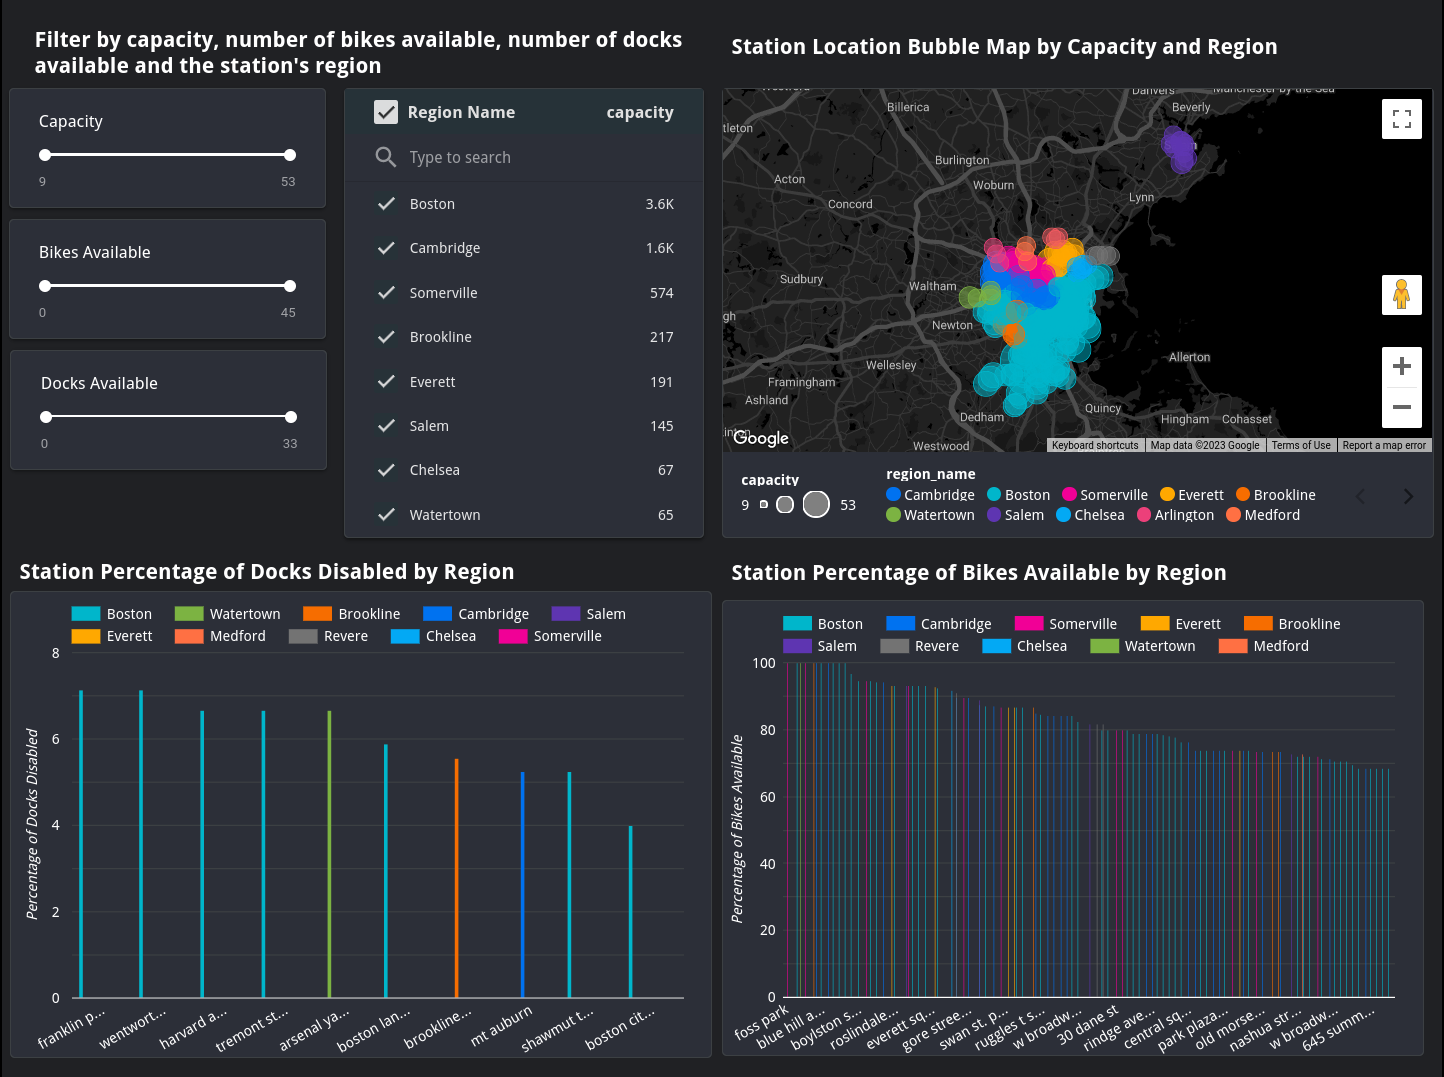 Filter by capacity, number of bikes available, number of docks
available and the station's region
Capacity
9 53
Bikes Available
0 45
Docks Available
0 33
Region Name capacity
Type to search
Boston 3.6K
Cambridge 1.6K
Somerville 574
Brookline 217
Everett 191
Salem 145
Chelsea 67
Watertown 65
Station Location Bubble Map by Capacity and Region
Danvers
Manchester-by-the-Sea
Billerica
Beverly
tleton
Burlington
Acton
Woburn
Concord
Lynn
Sudbury
Waltham
gh
Newton
Allerton
Wellesley
Framingham
Ashland
Quincy
Dedham
Hingham
Cohasset
Westwood
Google
Keyboard shortcuts
Map data ©2023 Google
Terms of Use
Report a map error
capacity
9 53
region_name
Cambridge Boston Somerville Everett Brookline
Watertown Salem Chelsea Arlington Medford
Station Percentage of Docks Disabled by Region
Boston Watertown Brookline Cambridge Salem
Everett Medford Revere Chelsea Somerville
Percentage of Docks Disabled
8
6
4
2
0
franklin p...
wentwort...
harvard a...
tremont st...
arsenal ya...
boston lan...
brookline...
mt auburn
shawmut t...
boston cit...
Station Percentage of Bikes Available by Region
Boston Cambridge Somerville Everett Brookline
Salem Revere Chelsea Watertown Medford
Percentage of Bikes Available
100
80
60
40
20
0
foss park
blue hill a...
boylston s...
roslindale...
everett sq...
gore stree...
swan st. p...
ruggles t s...
w broadw...
30 dane st
rindge ave...
central sq...
park plaza...
old morse...
nashua str...
w broadw...
645 summ...